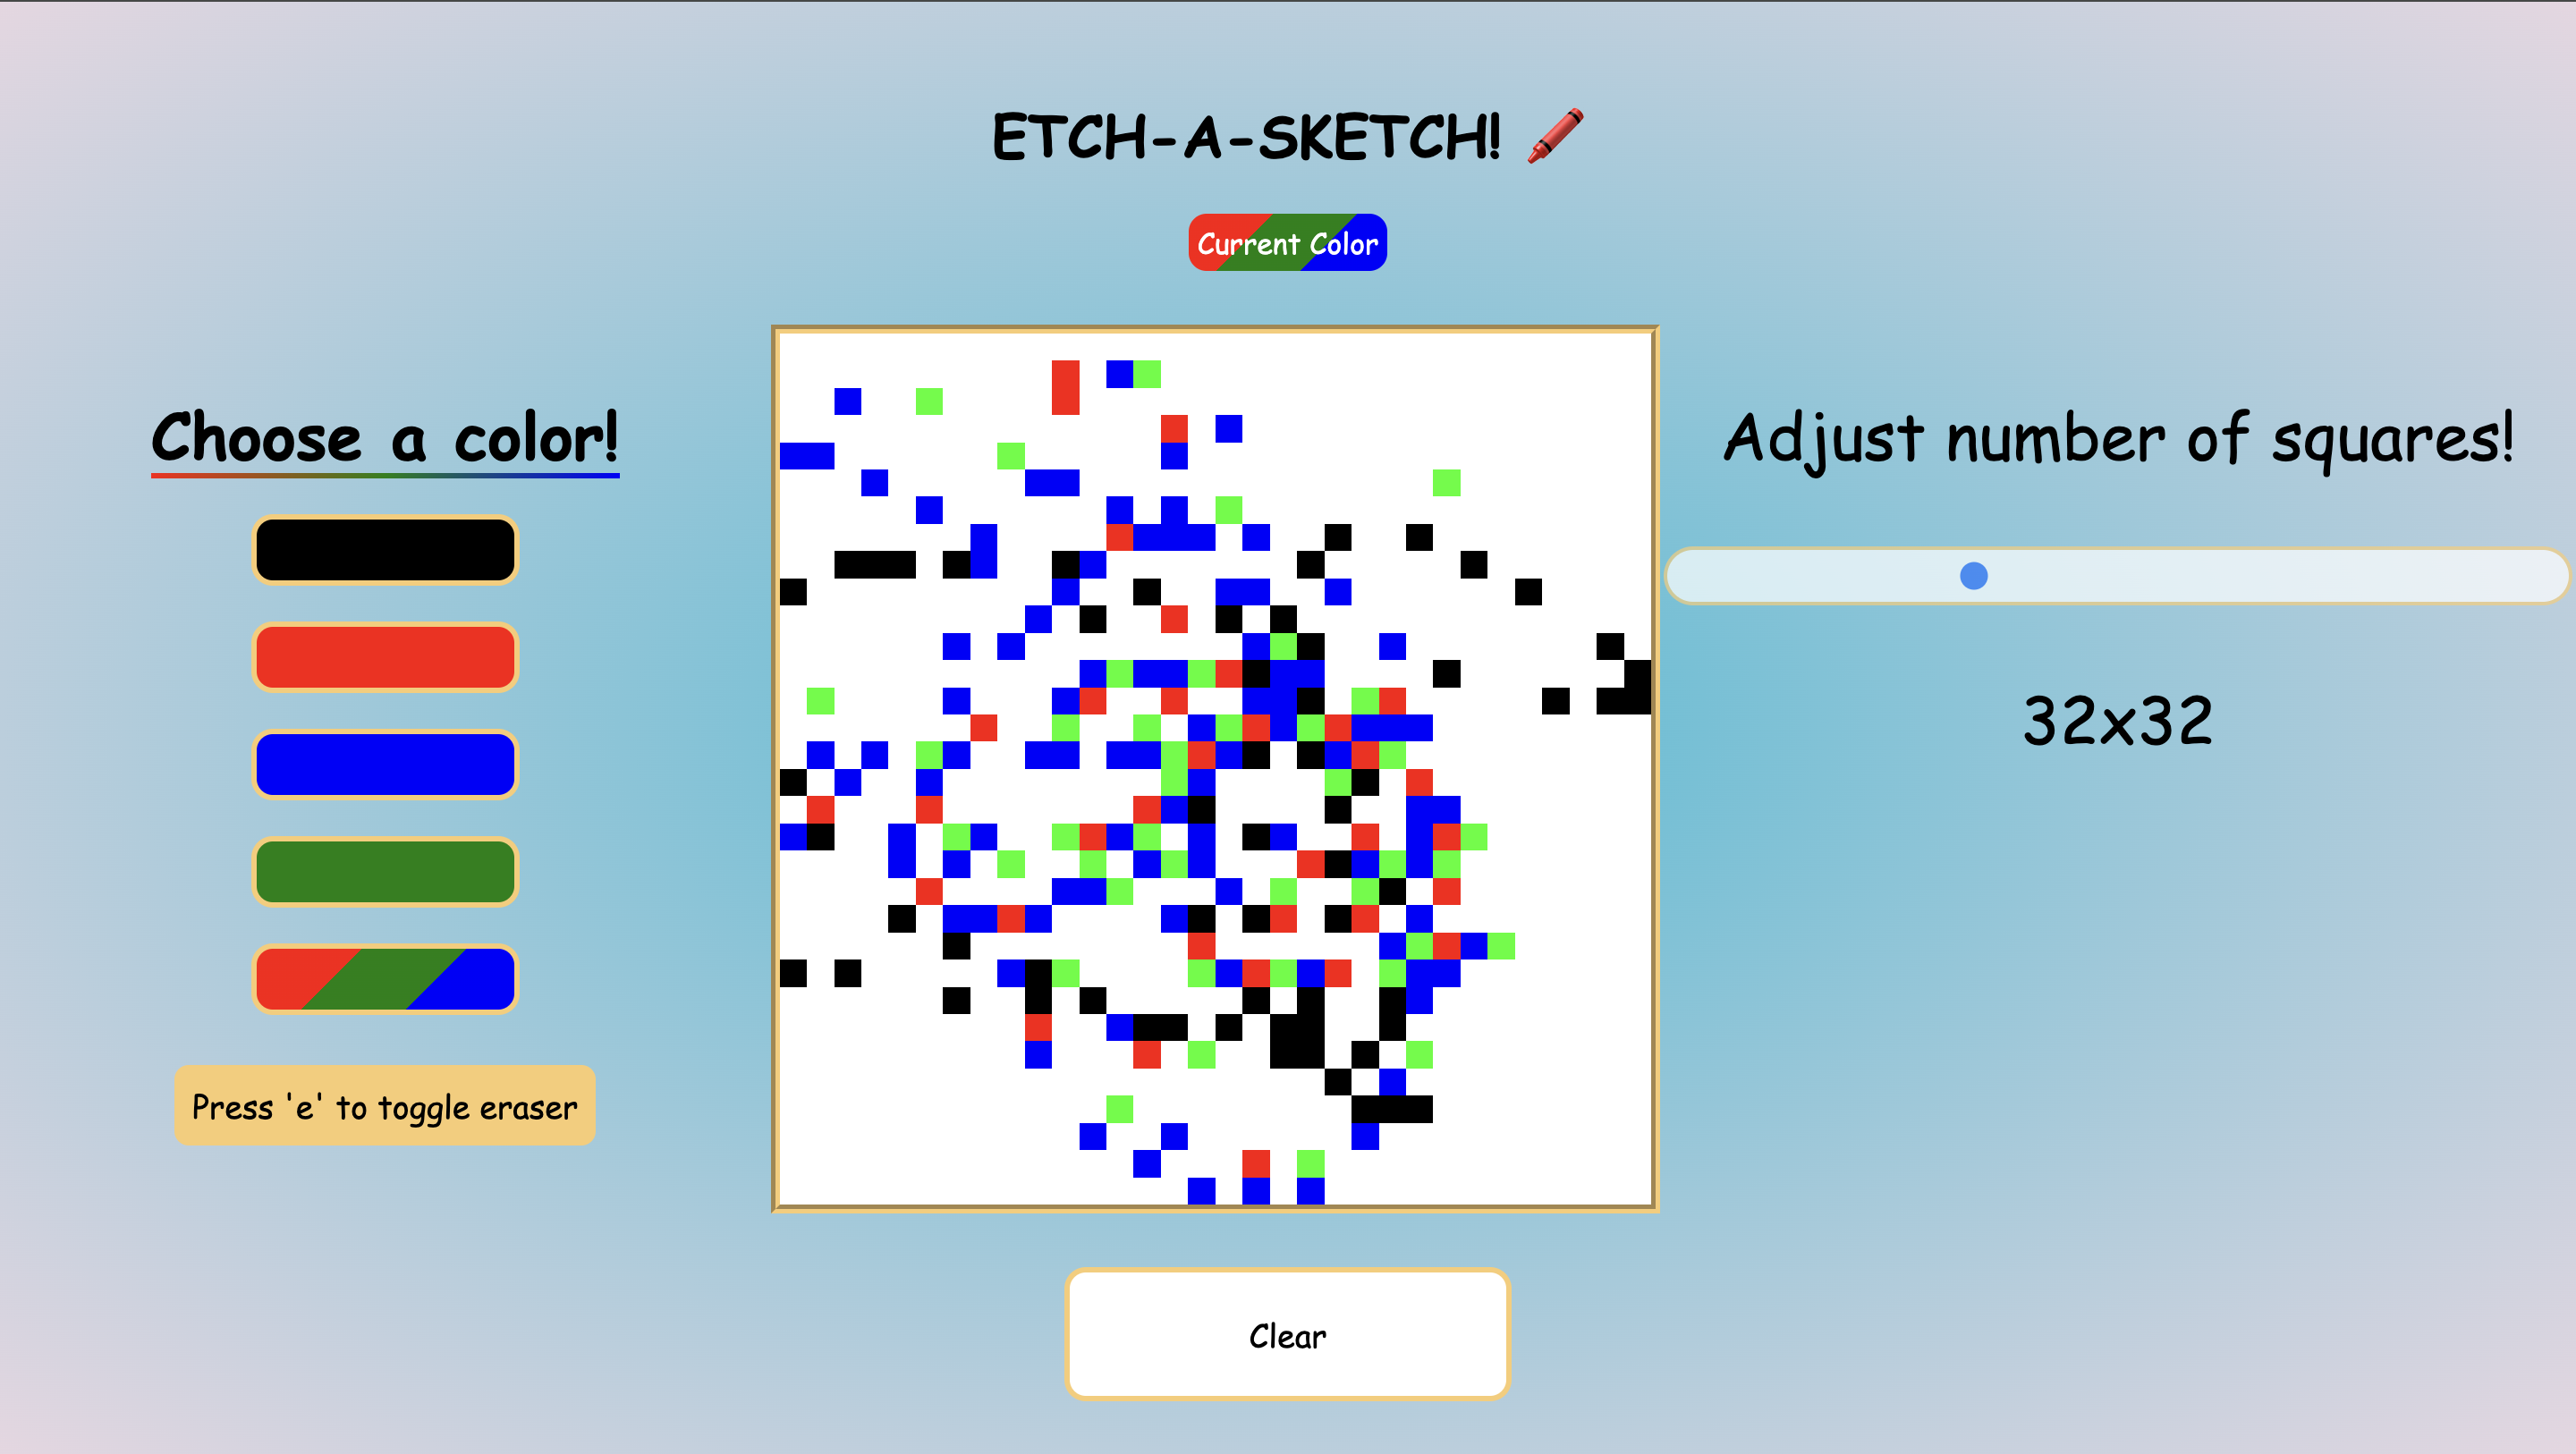 ETCH-A-SKETCH! 🖍️
Current Color
Choose a color!
Press 'e' to toggle eraser
Adjust number of squares!
32x32
Clear